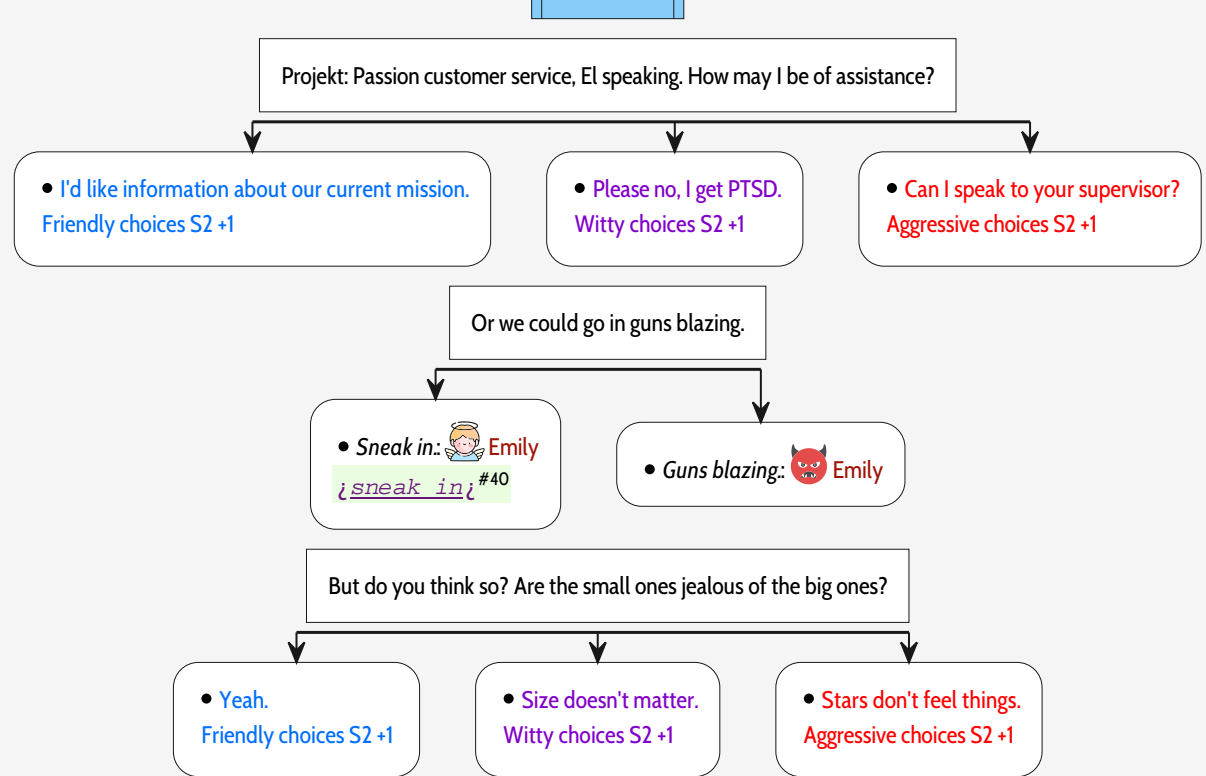 Projekt: Passion customer service, El speaking. How may I be of assistance?
• I'd like information about our current mission.
Friendly choices S2 +1
• Please no, I get PTSD.
Witty choices S2 +1
• Can I speak to your supervisor?
Aggressive choices S2 +1
Or we could go in guns blazing.
• Sneak in:: Emily
¿sneak in¿#40
• Guns blazing:: Emily
But do you think so? Are the small ones jealous of the big ones?
• Yeah.
Friendly choices S2 +1
• Size doesn't matter.
Witty choices S2 +1
• Stars don't feel things.
Aggressive choices S2 +1